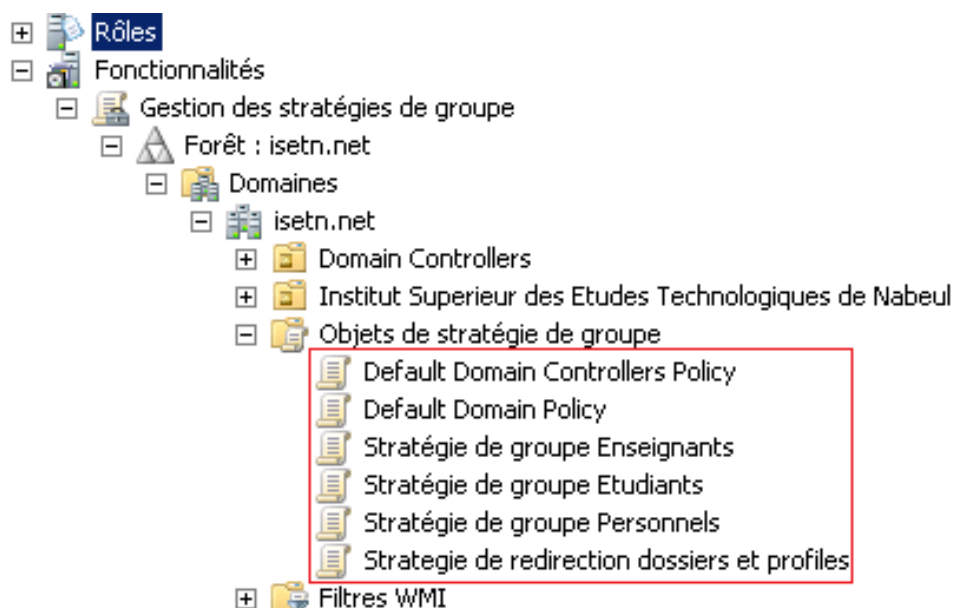 Rôles
Fonctionnalités
Gestion des stratégies de groupe
Forêt : isetn.net
Domaines
isetn.net
Domain Controllers
Institut Superieur des Etudes Technologiques de Nabeul
Objets de stratégie de groupe
Default Domain Controllers Policy
Default Domain Policy
Stratégie de groupe Enseignants
Stratégie de groupe Etudiants
Stratégie de groupe Personnels
Strategie de redirection dossiers et profiles
Filtres WMI